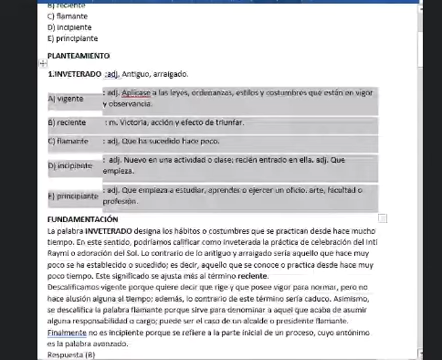 B) reciente
C) flamante
D) incipiente
E) principiante
PLANTEAMIENTO
1.INVETERADO :adj. Antiguo, arraigado.
A) vigente : adj. Aplícase a las leyes, ordenanzas, estilos y costumbres que están en vigor
y observancia.
B) reciente : m. Victoria, acción y efecto de triunfar.
C) flamante : adj. Que ha sucedido hace poco.
D) incipiente : adj. Nuevo en una actividad o clase; recién entrado en ella. adj. Que
empieza.
E) principiante : adj. Que empieza a estudiar, aprender o ejercer un oficio, arte, facultad o
profesión.
FUNDAMENTACIÓN
La palabra INVETERADO designa los hábitos o costumbres que se practican desde hace mucho
tiempo. En este sentido, podríamos calificar como inveterada la práctica de celebración del Inti
Raymi o adoración del Sol. Lo contrario de lo antiguo y arraigado sería aquello que hace muy
poco se ha establecido o sucedido; es decir, aquello que se conoce o practica desde hace muy
poco tiempo. Este significado se ajusta más al término reciente.
Descalificamos vigente porque quiere decir que rige y que posee vigor para normar, pero no
hace alusión alguna al tiempo; además, lo contrario de este término sería caduco. Asimismo,
se descalifica la palabra flamante porque sirve para denominar a aquel que acaba de asumir
alguna responsabilidad o cargo; puede ser el caso de un alcalde o presidente flamante.
Finalmente no es incipiente porque se refiere a la parte inicial de un proceso, cuyo antónimo
es la palabra avanzado.
Respuesta (B)